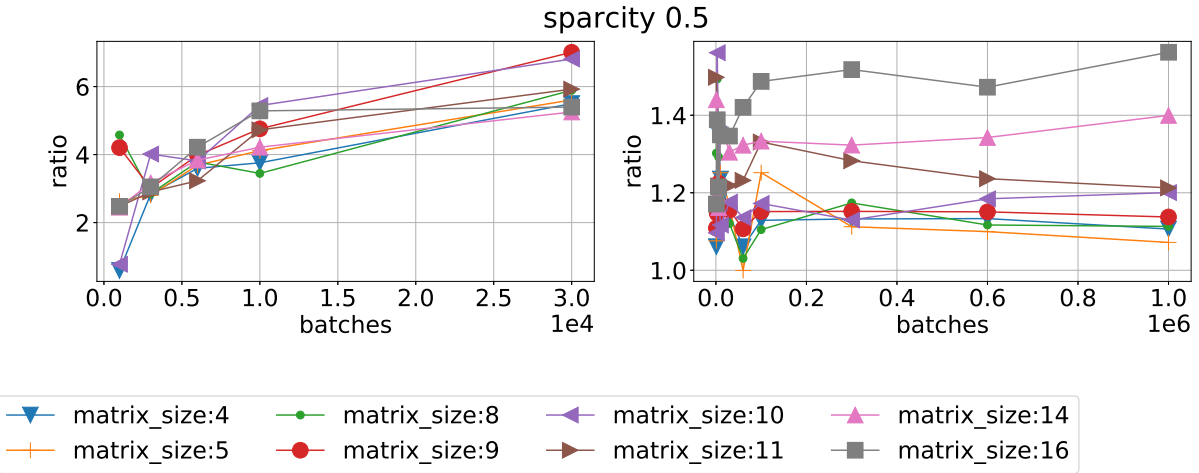 sparcity 0.5
ratio
6
4
2
0.0 0.5 1.0 1.5 2.0 2.5 3.0
batches 1e4
ratio
1.4
1.2
1.0
0.0 0.2 0.4 0.6 0.8 1.0
batches 1e6
matrix_size:4 matrix_size:8 matrix_size:10 matrix_size:14
matrix_size:5 matrix_size:9 matrix_size:11 matrix_size:16